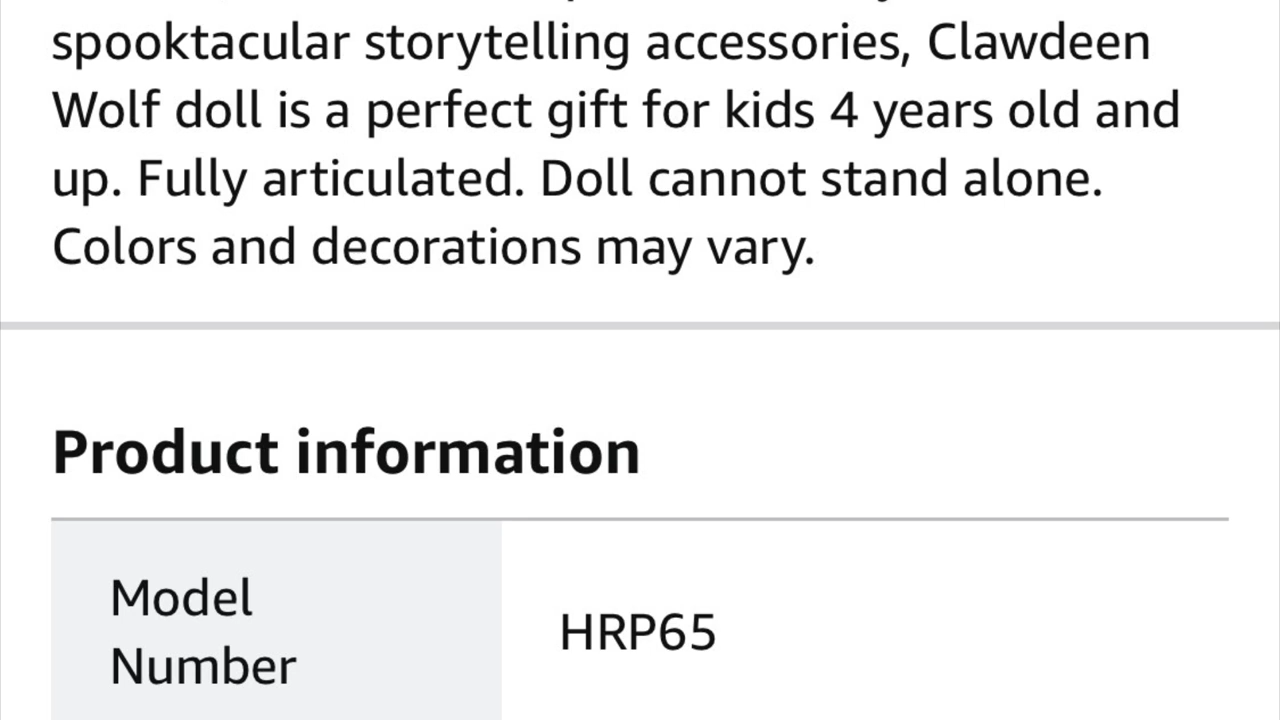 spooktacular storytelling accessories, Clawdeen
Wolf doll is a perfect gift for kids 4 years old and
up. Fully articulated. Doll cannot stand alone.
Colors and decorations may vary.
Product information
Model
Number
HRP65